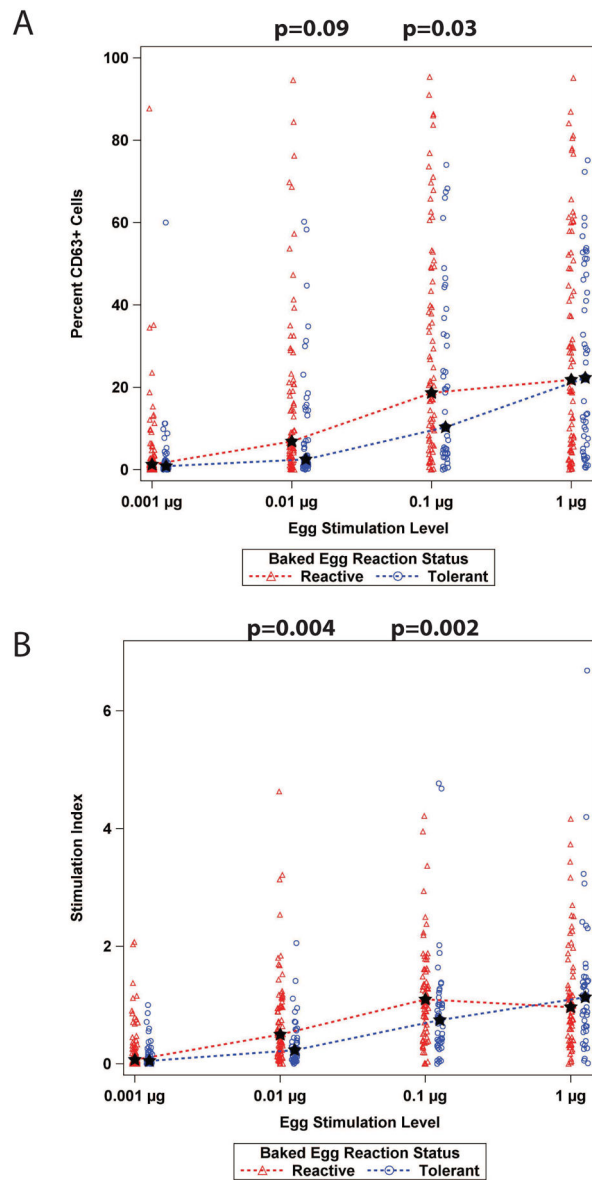 A
p=0.09 p=0.03
100
80
60
40
20
0
Percent CD63+ Cells
0.001 µg 0.01 µg 0.1 µg 1 µg
Egg Stimulation Level
Baked Egg Reaction Status
Reactive Tolerant
B
p=0.004 p=0.002
6
4
2
0
Stimulation Index
0.001 µg 0.01 µg 0.1 µg 1 µg
Egg Stimulation Level
Baked Egg Reaction Status
Reactive Tolerant